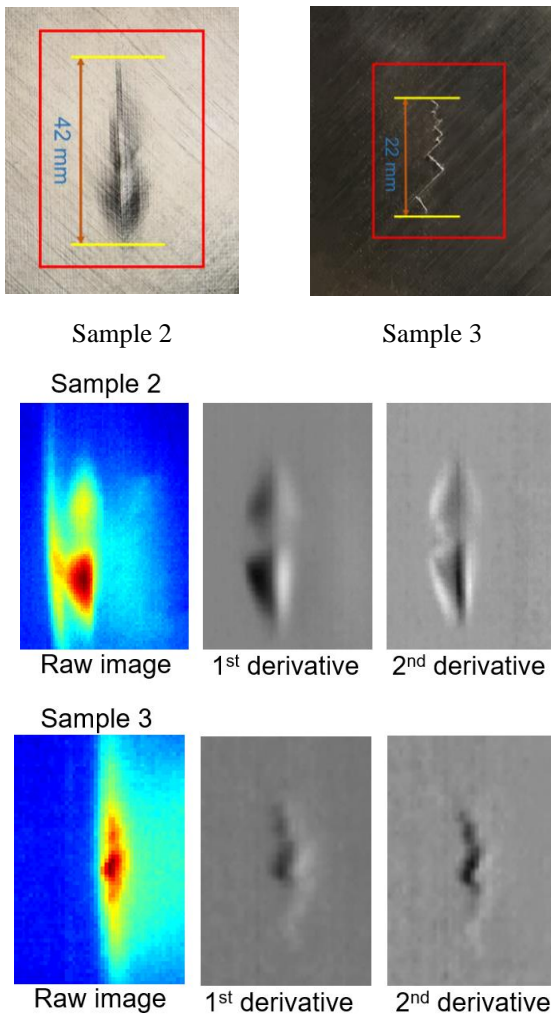 42 mm
22 mm
Sample 2
Sample 3
Sample 2
Raw image
1st derivative
2nd derivative
Sample 3
Raw image
1st derivative
2nd derivative